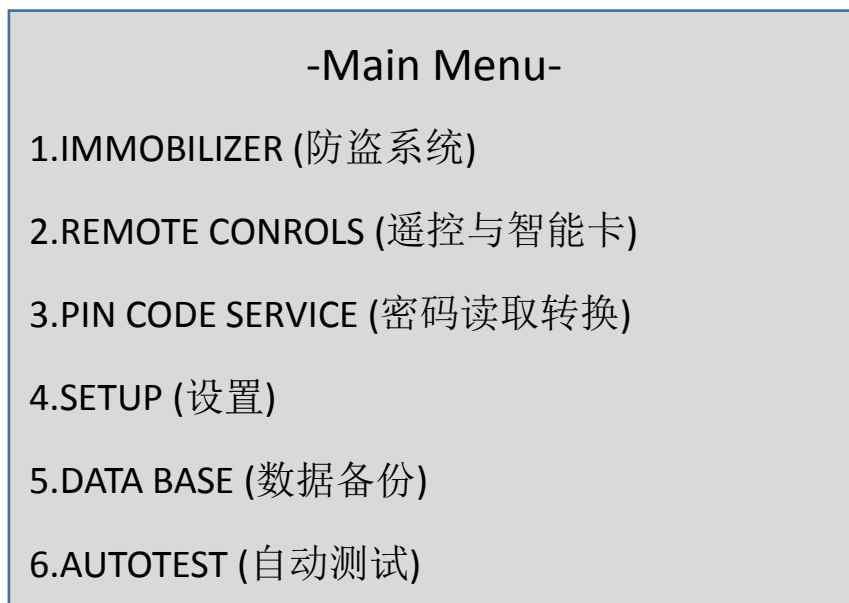 -Main Menu-
1.IMMOBILIZER (防盗系统)
2.REMOTE CONROLS (遥控与智能卡)
3.PIN CODE SERVICE (密码读取转换)
4.SETUP (设置)
5.DATA BASE (数据备份)
6.AUTOTEST (自动测试)